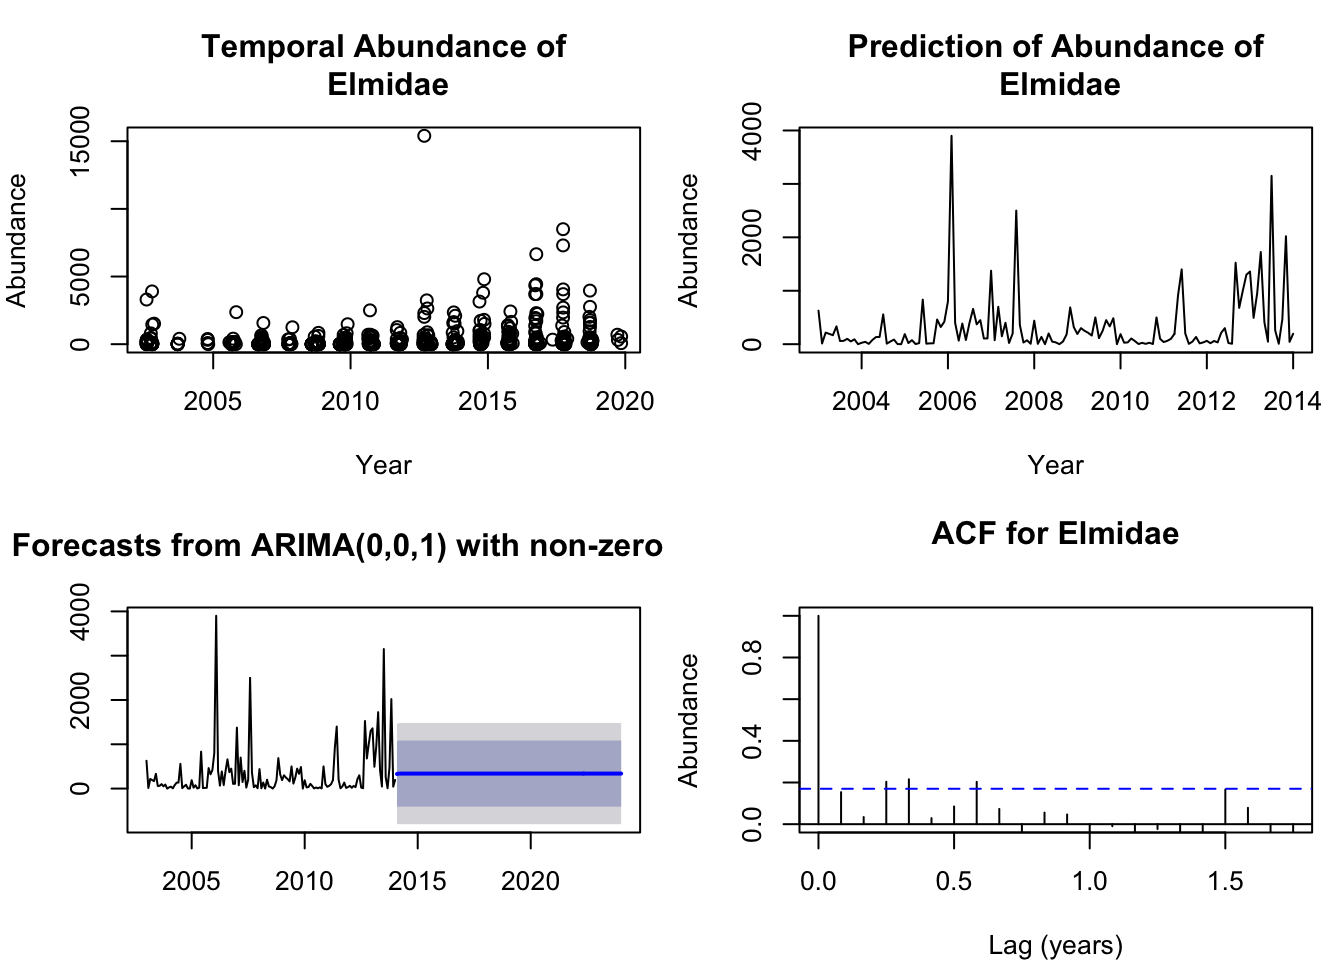 Temporal Abundance of
Elmidae
Abundance
0
5000
15000
2005
2010
2015
2020
Year
Prediction of Abundance of
Elmidae
Abundance
0
2000
4000
2004
2006
2008
2010
2012
2014
Year
Forecasts from ARIMA(0,0,1) with non-zero
0
2000
4000
2005
2010
2015
2020
ACF for Elmidae
Abundance
0.0
0.4
0.8
0.0
0.5
1.0
1.5
Lag (years)